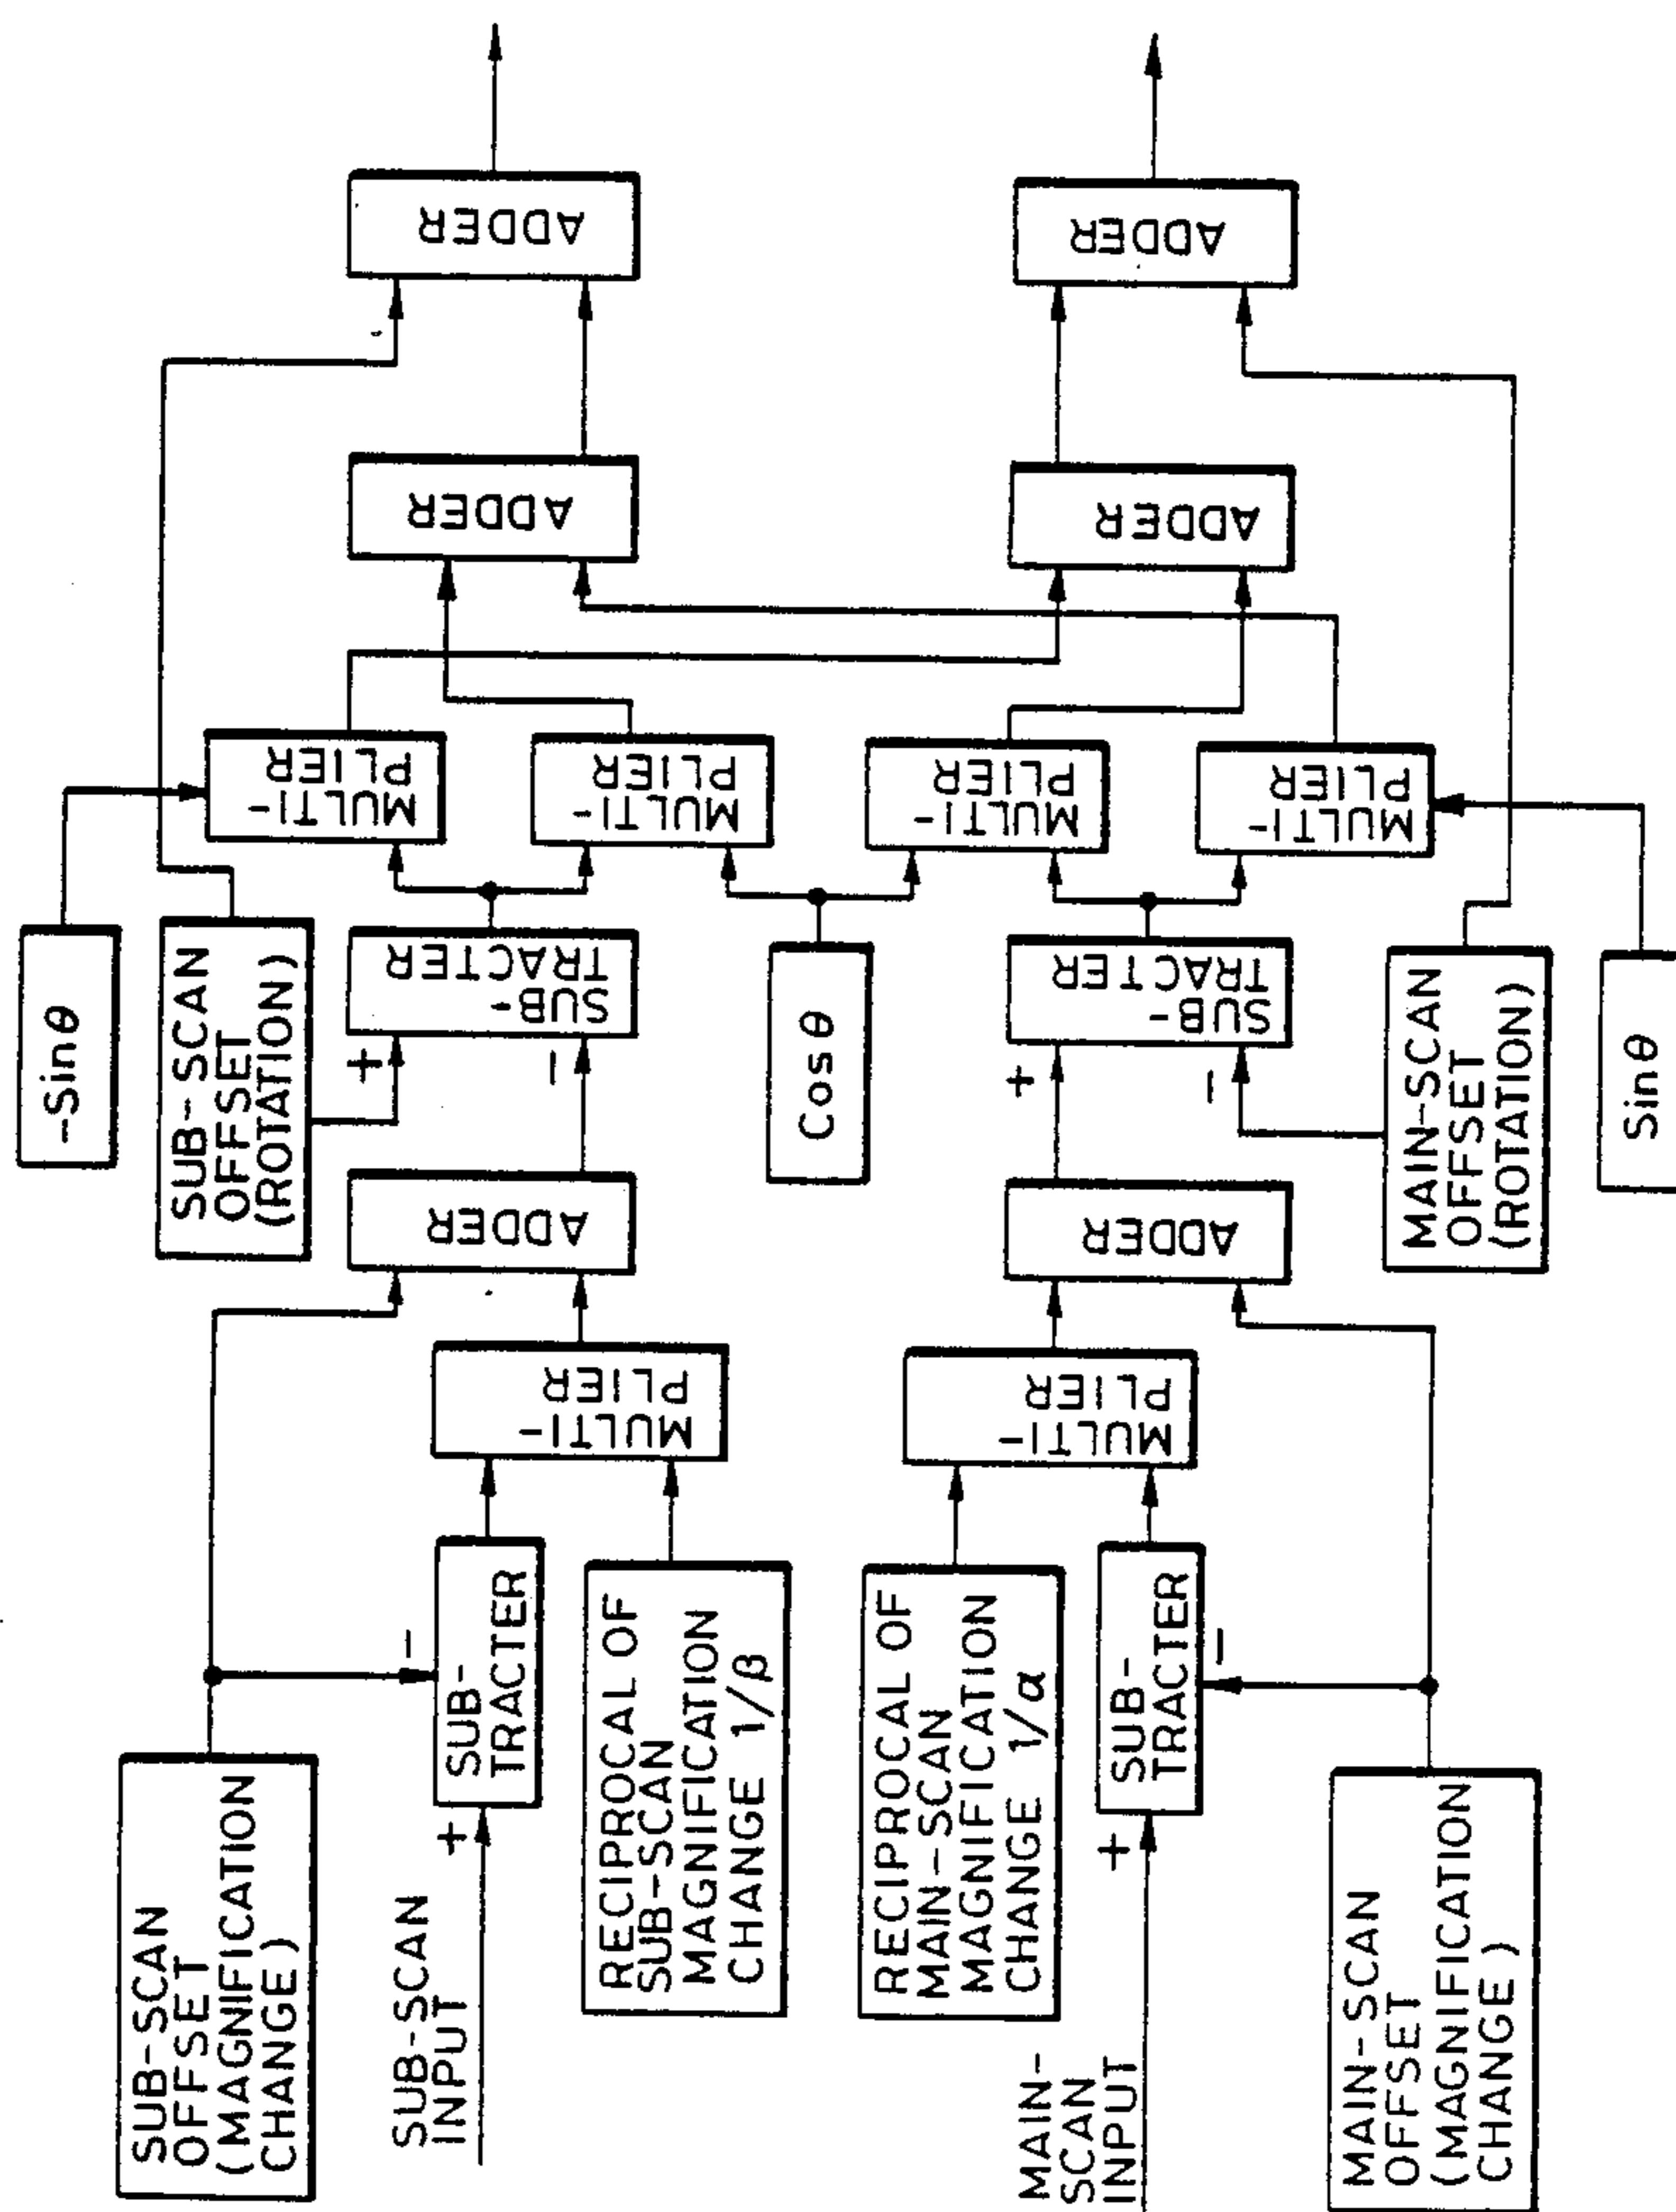 SUB-SCAN
OFFSET
(MAGNIFICATION
CHANGE)
SUB-SCAN
INPUT
+
-
SUB-
TRACTER
RECIPROCAL OF
SUB-SCAN
MAGNIFICATION
CHANGE 1/β
MULTI-
PLIER
ADDER
-Sinθ
SUB-SCAN
OFFSET
(ROTATION)
+
-
SUB-
TRACTER
MULTI-
PLIER
MULTI-
PLIER
ADDER
ADDER
Cosθ
MAIN-
SCAN
INPUT
+
-
SUB-
TRACTER
RECIPROCAL OF
MAIN-SCAN
MAGNIFICATION
CHANGE 1/α
MAIN-SCAN
OFFSET
(MAGNIFICATION
CHANGE)
MULTI-
PLIER
ADDER
+
-
SUB-
TRACTER
MAIN-SCAN
OFFSET
(ROTATION)
Sinθ
MULTI-
PLIER
MULTI-
PLIER
ADDER
ADDER